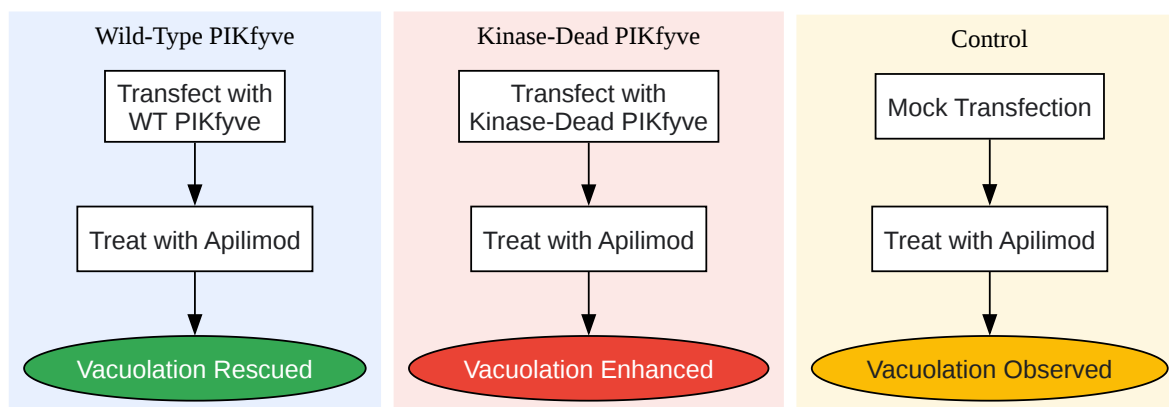 Wild-Type PIKfyve
Transfect with
WT PIKfyve
Treat with Apilimod
Vacuolation Rescued
Kinase-Dead PIKfyve
Transfect with
Kinase-Dead PIKfyve
Treat with Apilimod
Vacuolation Enhanced
Control
Mock Transfection
Treat with Apilimod
Vacuolation Observed